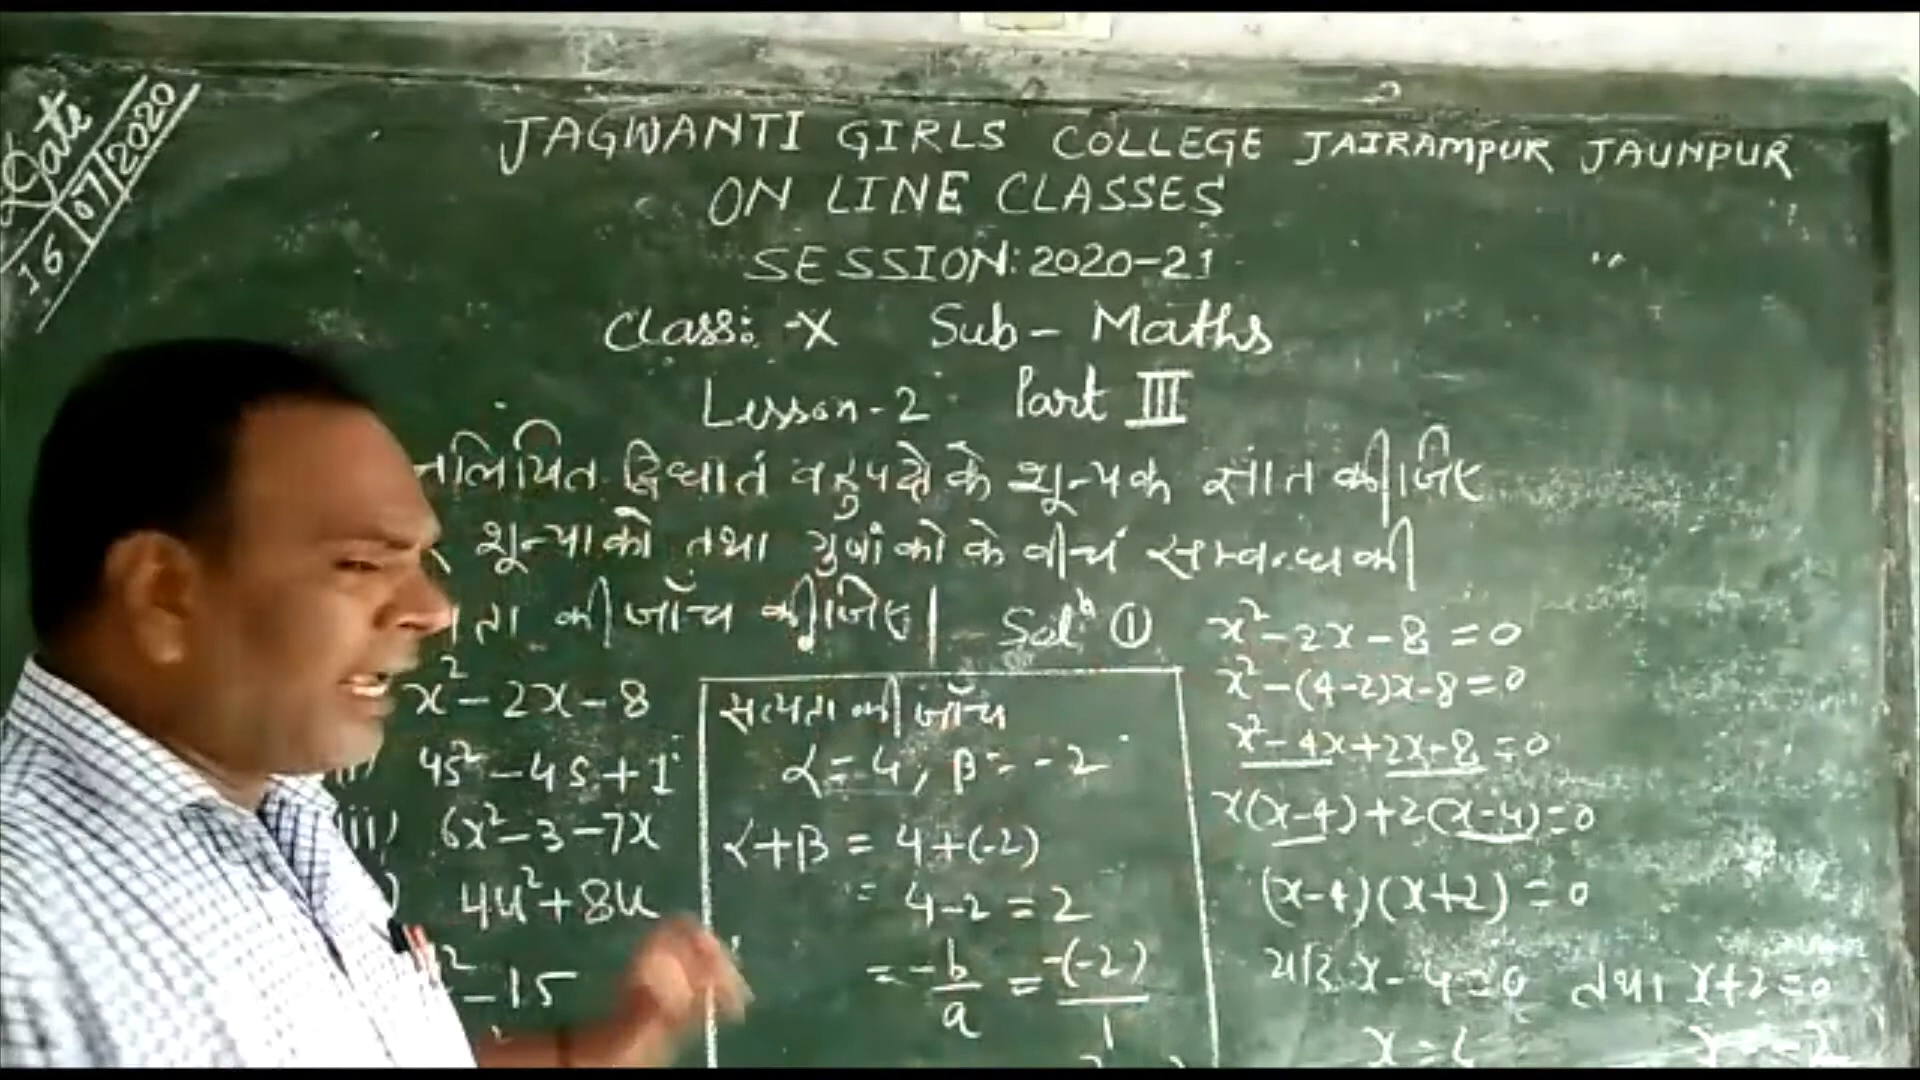 Date
16/07/2020
JAGWANTI GIRLS COLLEGE JAIRAMPUR JAUNPUR
ON LINE CLASSES
SESSION:2020-21
Class:-X Sub-Maths
Lesson-2 Part III
द्विघात के शून्यक ज्ञात कीजिए
शून्याको तथा गुणांको के बीच सम्बन्ध की
की जाँच कीजिए|
x²-2x-8
4s²-4s+1
iii) 6x²-3-7x
4u²+8u
²-15
सत्यता की जाँच
α=4, β=-2
α+β = 4+(-2)
= 4-2=2
= -b/a = -(-2)/1
Solⁿ ① x²-2x-8=0
x²-(4-2)x-8=0
x²-4x+2x-8=0
x(x-4)+2(x-4)=0
(x-4)(x+2)=0
यदि x-4=0 तथा x+2=0